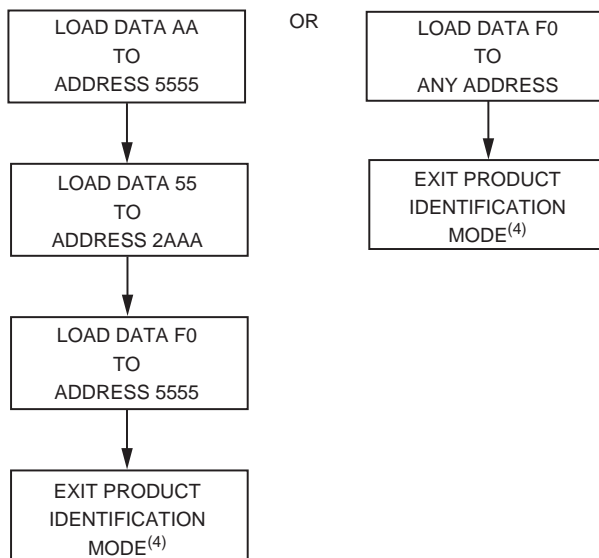 LOAD DATA AA
TO
ADDRESS 5555
LOAD DATA 55
TO
ADDRESS 2AAA
LOAD DATA F0
TO
ADDRESS 5555
EXIT PRODUCT
IDENTIFICATION
MODE(4)
OR
LOAD DATA F0
TO
ANY ADDRESS
EXIT PRODUCT
IDENTIFICATION
MODE(4)